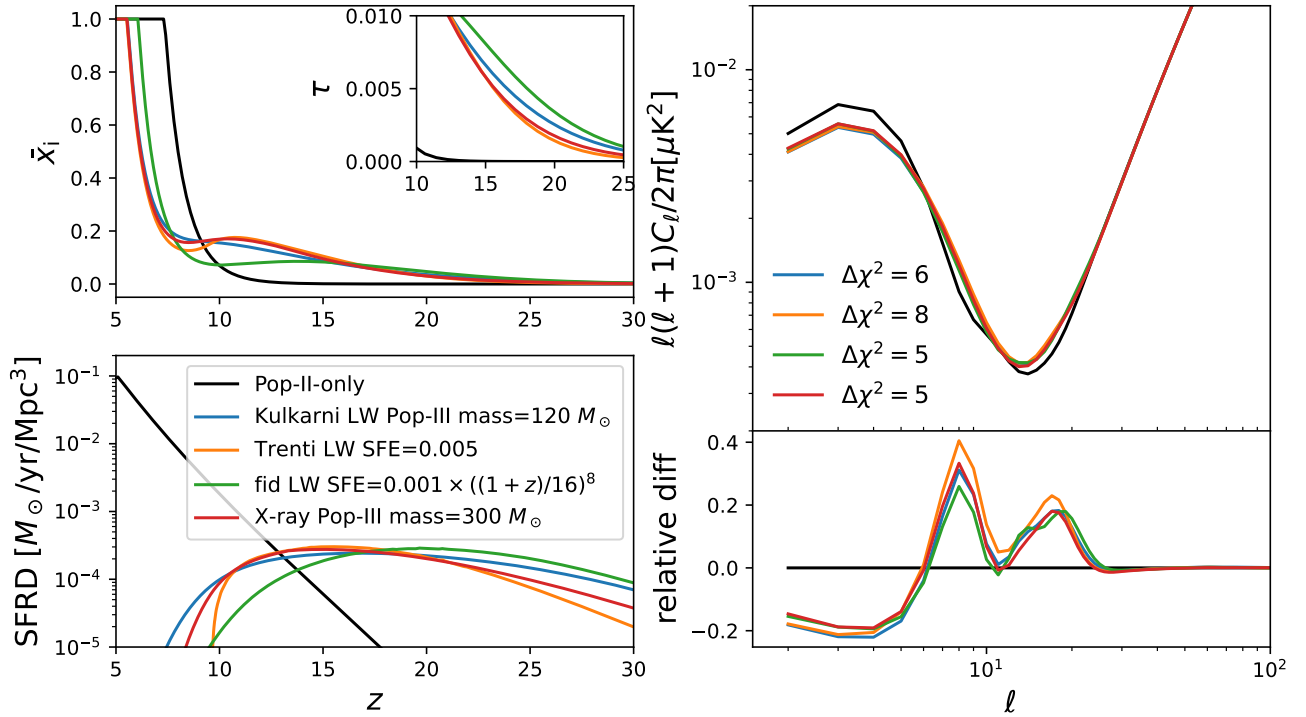 1.0
0.8
0.6
0.4
0.2
0.0
x̄ᵢ
5
10
15
20
25
30
0.010
0.005
0.000
τ
10
15
20
25
10⁻¹
10⁻²
10⁻³
10⁻⁴
10⁻⁵
SFRD [M⊙/yr/Mpc³]
Pop-II-only
Kulkarni LW Pop-III mass=120 M⊙
Trenti LW SFE=0.005
fid LW SFE=0.001 × ((1 + z)/16)⁸
X-ray Pop-III mass=300 M⊙
5
10
15
20
25
30
z
10⁻²
10⁻³
ℓ(ℓ + 1)Cℓ/2π[μK²]
Δχ² = 6
Δχ² = 8
Δχ² = 5
Δχ² = 5
0.4
0.2
0.0
−0.2
relative diff
10¹
10²
ℓ